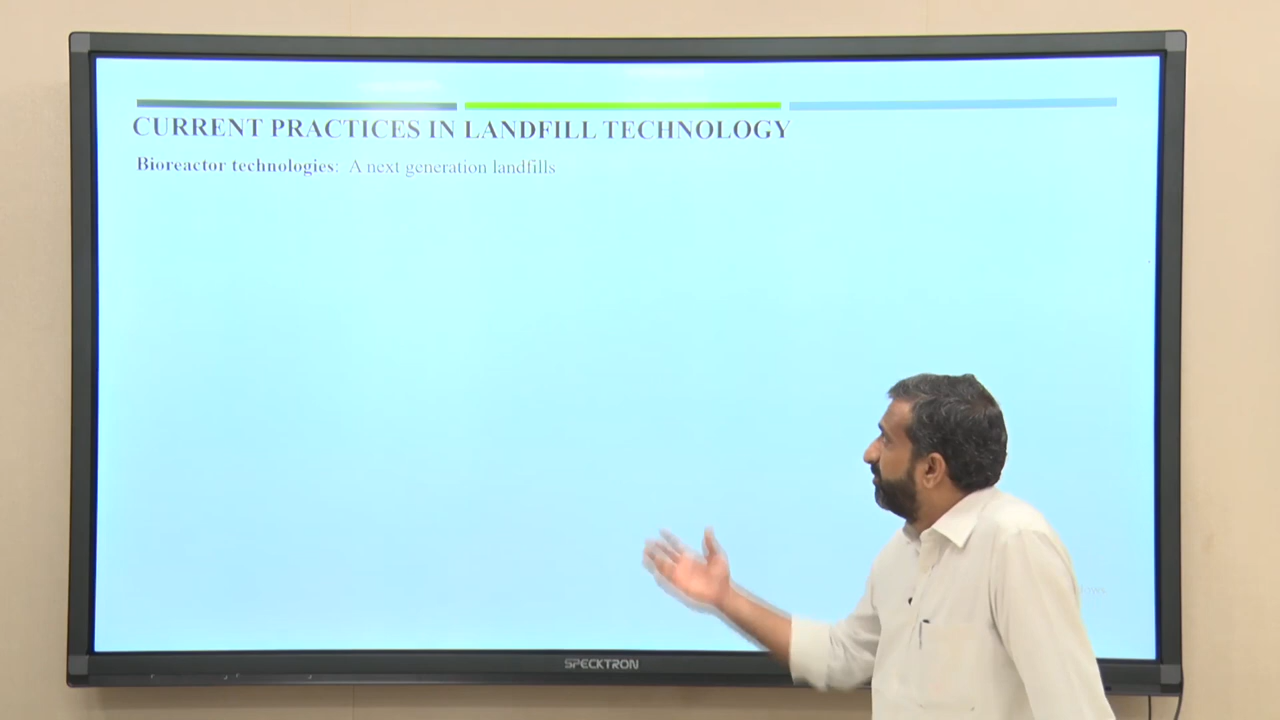 CURRENT PRACTICES IN LANDFILL TECHNOLOGY
Bioreactor technologies: A next generation landfills
SPECKTRON